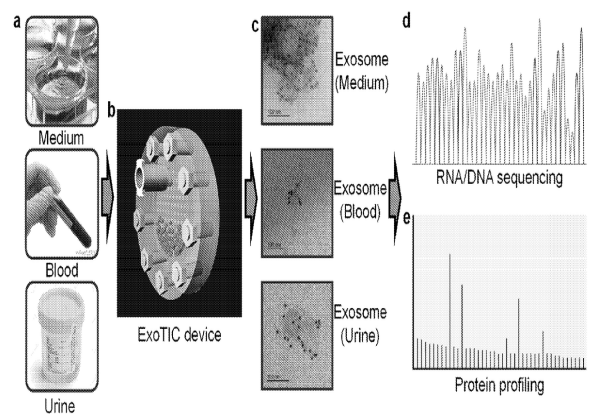 a
Medium
Blood
Urine
b
ExoTIC device
c
Exosome
(Medium)
Exosome
(Blood)
Exosome
(Urine)
d
RNA/DNA sequencing
e
Protein profiling